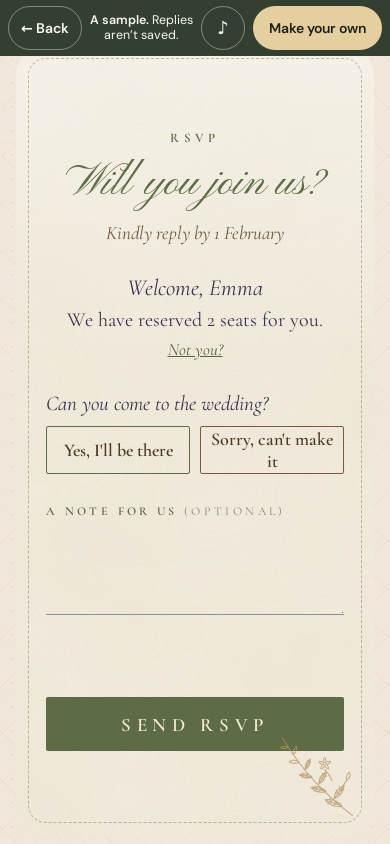 ← Back
A sample. Replies
aren't saved.
♪
Make your own
RSVP
Will you join us?
Kindly reply by 1 February
Welcome, Emma
We have reserved 2 seats for you.
Not you?
Can you come to the wedding?
Yes, I'll be there
Sorry, can't make
it
A NOTE FOR US (OPTIONAL)
SEND RSVP